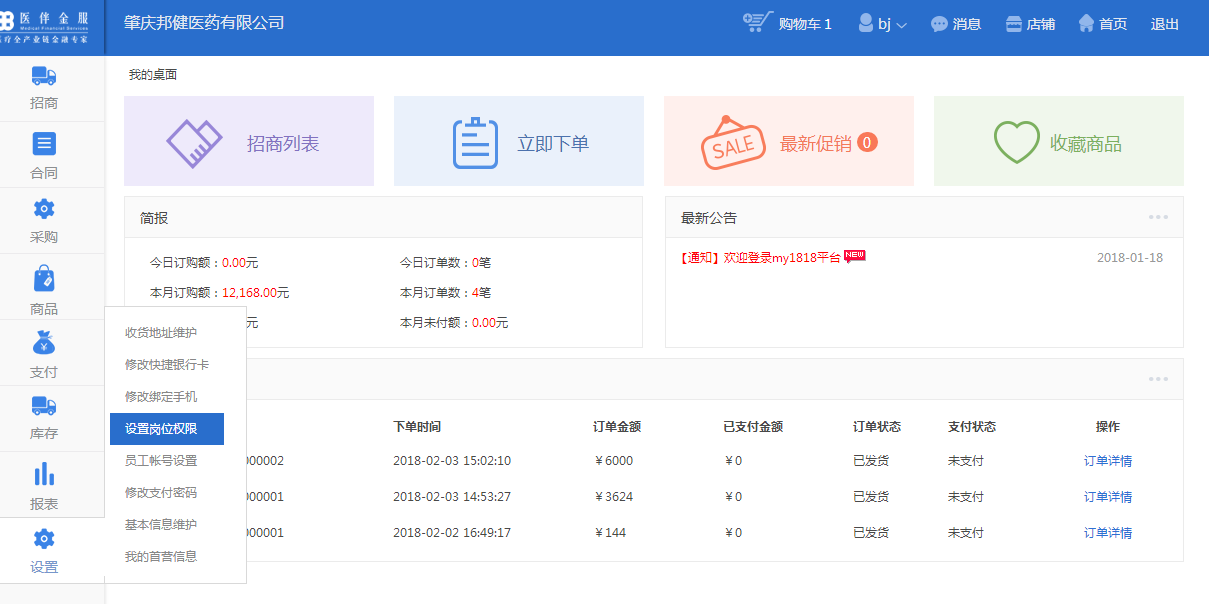 医伴金服
Medical Financial Services
医疗全产业链金融专家
肇庆邦健医药有限公司
购物车 1
bj
消息
店铺
首页
退出
招商
合同
采购
商品
支付
库存
报表
设置
我的桌面
招商列表
立即下单
SALE
最新促销 0
收藏商品
简报
今日订购额：0.00元
今日订单数：0笔
本月订购额：12,168.00元
本月订单数：4笔
元
本月未付额：0.00元
最新公告
【通知】欢迎登录my1818平台 NEW
2018-01-18
收货地址维护
修改快捷银行卡
修改绑定手机
设置岗位权限
员工帐号设置
修改支付密码
基本信息维护
我的首营信息
下单时间 订单金额 已支付金额 订单状态 支付状态 操作
00002 2018-02-03 15:02:10 ￥6000 ￥0 已发货 未支付 订单详情
00001 2018-02-03 14:53:27 ￥3624 ￥0 已发货 未支付 订单详情
00001 2018-02-02 16:49:17 ￥144 ￥0 已发货 未支付 订单详情